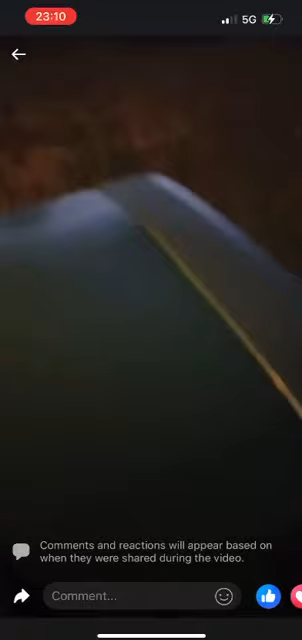 23:10
5G
Comments and reactions will appear based on
when they were shared during the video.
Comment...